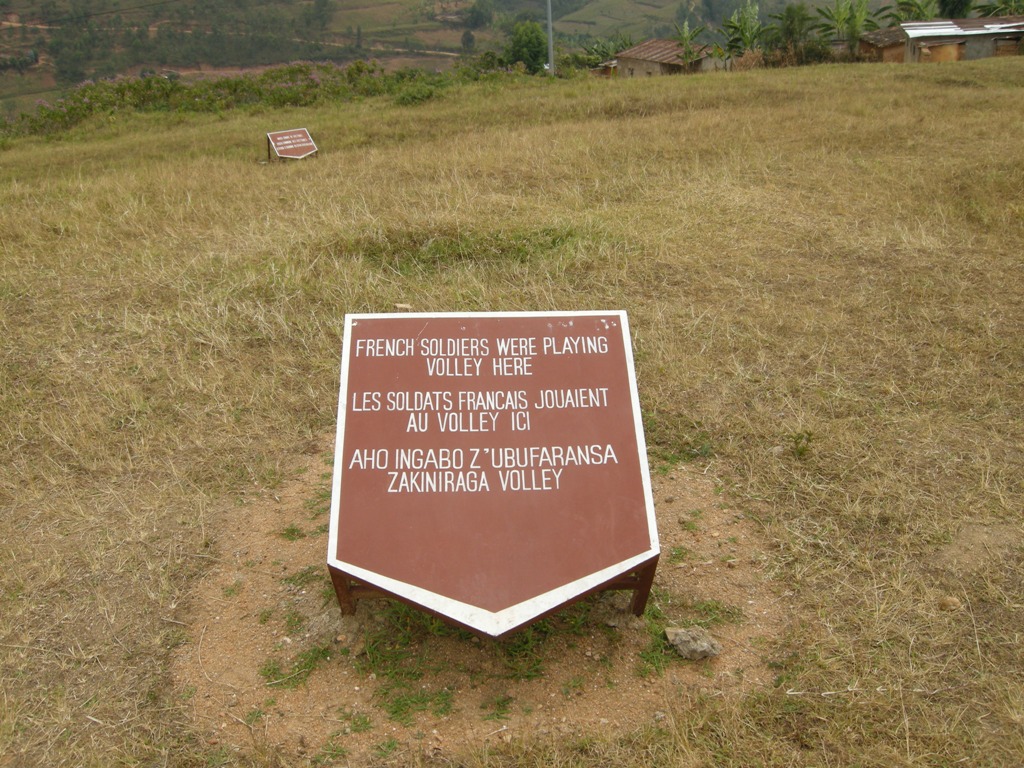 FRENCH SOLDIERS WERE PLAYING
VOLLEY HERE
LES SOLDATS FRANCAIS JOUAIENT
AU VOLLEY ICI
AHO INGABO Z'UBUFARANSA
ZAKINIRAGA VOLLEY